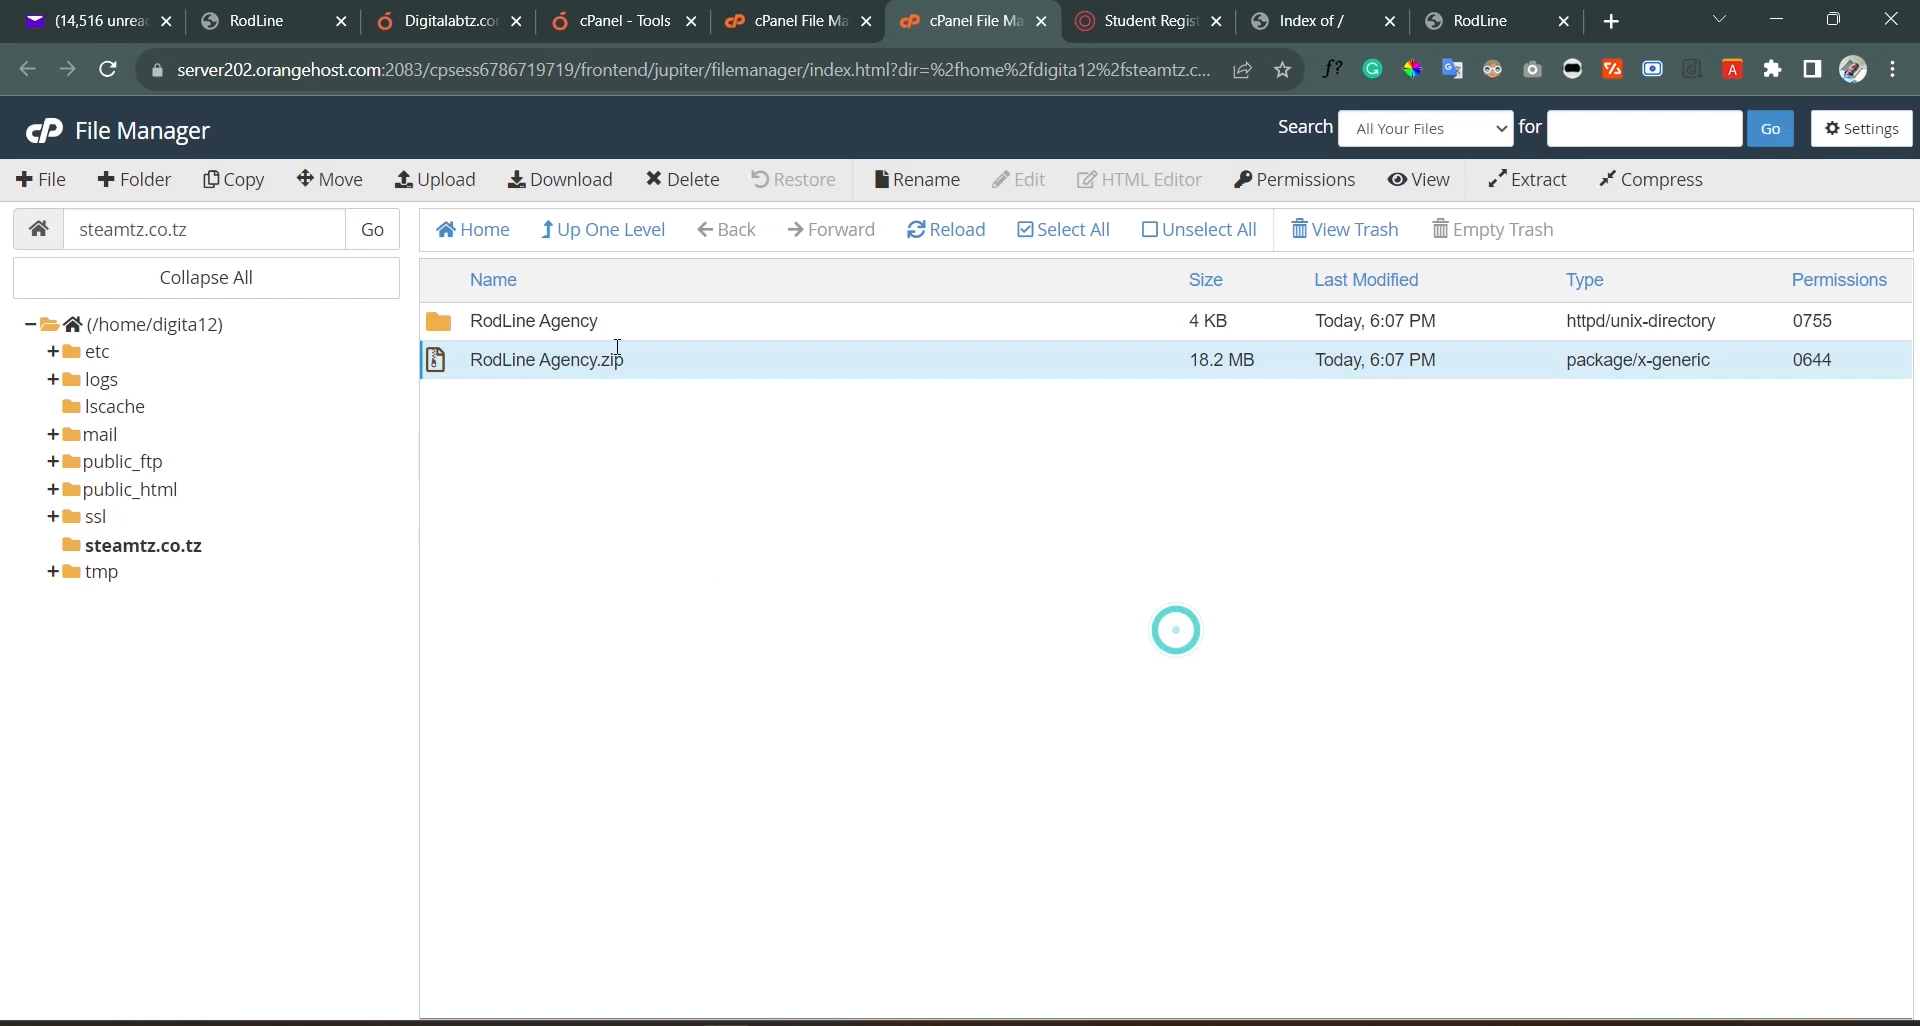 (14,516 unrea
RodLine
Digitalabtz.co
cPanel - Tools
cPanel File Ma
cPanel File Ma
Student Regist
Index of /
RodLine
server202.orangehost.com:2083/cpsess6786719719/frontend/jupiter/filemanager/index.html?dir=%2fhome%2fdigita12%2fsteamtz.c...
cP File Manager
Search All Your Files for Go Settings
File Folder Copy Move Upload Download Delete Restore Rename Edit HTML Editor Permissions View Extract Compress
steamtz.co.tz Go
Home Up One Level Back Forward Reload Select All Unselect All View Trash Empty Trash
Collapse All
(/home/digita12)
etc
logs
lscache
mail
public_ftp
public_html
ssl
steamtz.co.tz
tmp
Name Size Last Modified Type Permissions
RodLine Agency 4 KB Today, 6:07 PM httpd/unix-directory 0755
RodLine Agency.zip 18.2 MB Today, 6:07 PM package/x-generic 0644